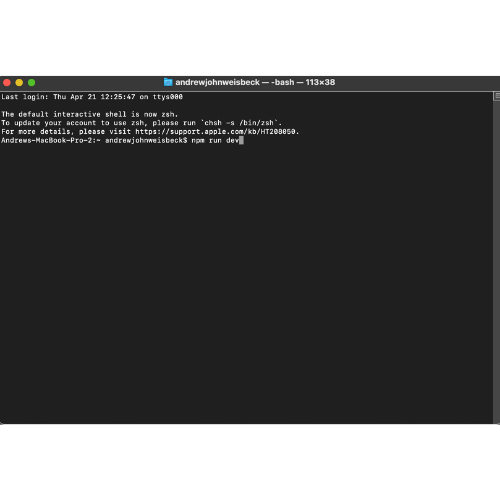 andrewjohnweisbeck — -bash — 113×38
Last login: Thu Apr 21 12:25:47 on ttys000
The default interactive shell is now zsh.
To update your account to use zsh, please run `chsh -s /bin/zsh`.
For more details, please visit https://support.apple.com/kb/HT208050.
Andrews-MacBook-Pro-2:~ andrewjohnweisbeck$ npm run dev